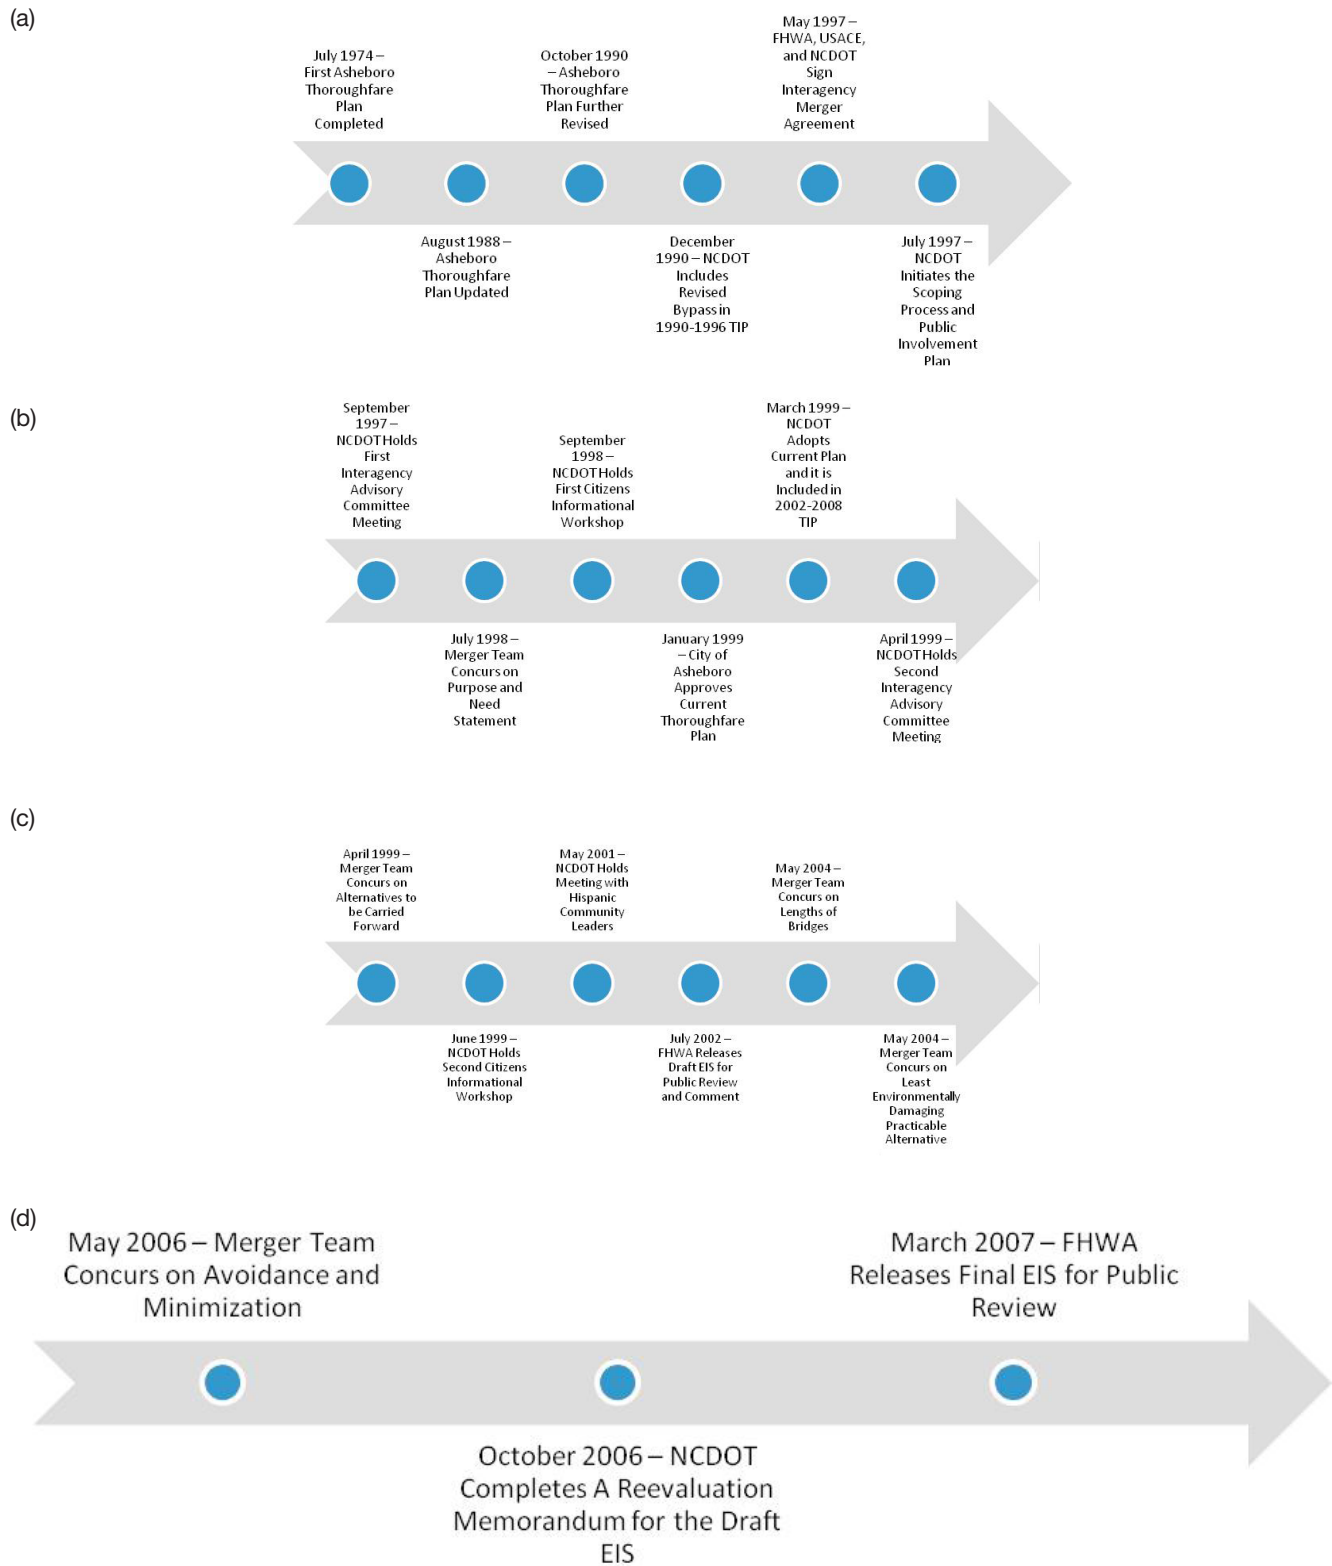 (a)
July 1974 –
First Asheboro
Thoroughfare
Plan
Completed
August 1988 –
Asheboro
Thoroughfare
Plan Updated
October 1990
– Asheboro
Thoroughfare
Plan Further
Revised
December
1990 – NCDOT
Includes
Revised
Bypass in
1990-1996 TIP
May 1997 –
FHWA, USACE,
and NCDOT
Sign
Interagency
Merger
Agreement
July 1997 –
NCDOT
Initiates the
Scoping
Process and
Public
Involvement
Plan
(b)
September
1997 –
NCDOT Holds
First
Interagency
Advisory
Committee
Meeting
July 1998 –
Merger Team
Concurs on
Purpose and
Need
Statement
September
1998 –
NCDOT Holds
First Citizens
Informational
Workshop
January 1999
– City of
Asheboro
Approves
Current
Thoroughfare
Plan
March 1999 –
NCDOT
Adopts
Current Plan
and it is
Included in
2002-2008
TIP
April 1999 –
NCDOT Holds
Second
Interagency
Advisory
Committee
Meeting
(c)
April 1999 –
Merger Team
Concurs on
Alternatives to
be Carried
Forward
June 1999 –
NCDOT Holds
Second Citizens
Informational
Workshop
May 2001 –
NCDOT Holds
Meeting with
Hispanic
Community
Leaders
July 2002 –
FHWA Releases
Draft EIS for
Public Review
and Comment
May 2004 –
Merger Team
Concurs on
Lengths of
Bridges
May 2004 –
Merger Team
Concurs on
Least
Environmentally
Damaging
Practicable
Alternative
(d)
May 2006 – Merger Team
Concurs on Avoidance and
Minimization
October 2006 – NCDOT
Completes A Reevaluation
Memorandum for the Draft
EIS
March 2007 – FHWA
Releases Final EIS for Public
Review